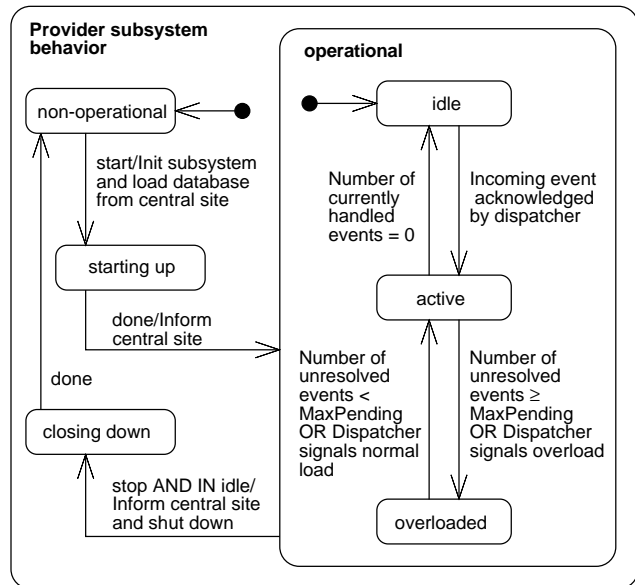 Provider subsystem
behavior
non-operational
start/Init subsystem
and load database
from central site
starting up
done/Inform
central site
done
closing down
stop AND IN idle/
Inform central site
and shut down
operational
idle
Number of
currently
handled
events = 0
Incoming event
acknowledged
by dispatcher
active
Number of
unresolved
events <
MaxPending
OR Dispatcher
signals normal
load
Number of
unresolved
events ≥
MaxPending
OR Dispatcher
signals overload
overloaded